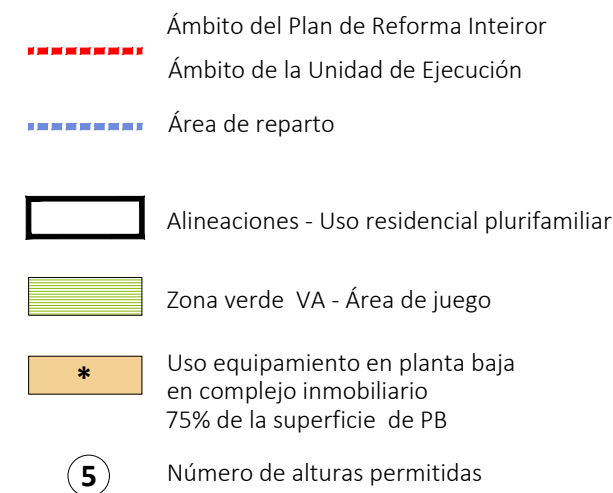 Ámbito del Plan de Reforma Inteiror
Ámbito de la Unidad de Ejecución
Área de reparto
Alineaciones - Uso residencial plurifamiliar
Zona verde VA - Área de juego
* Uso equipamiento en planta baja
en complejo inmobiliario
75% de la superficie de PB
5 Número de alturas permitidas